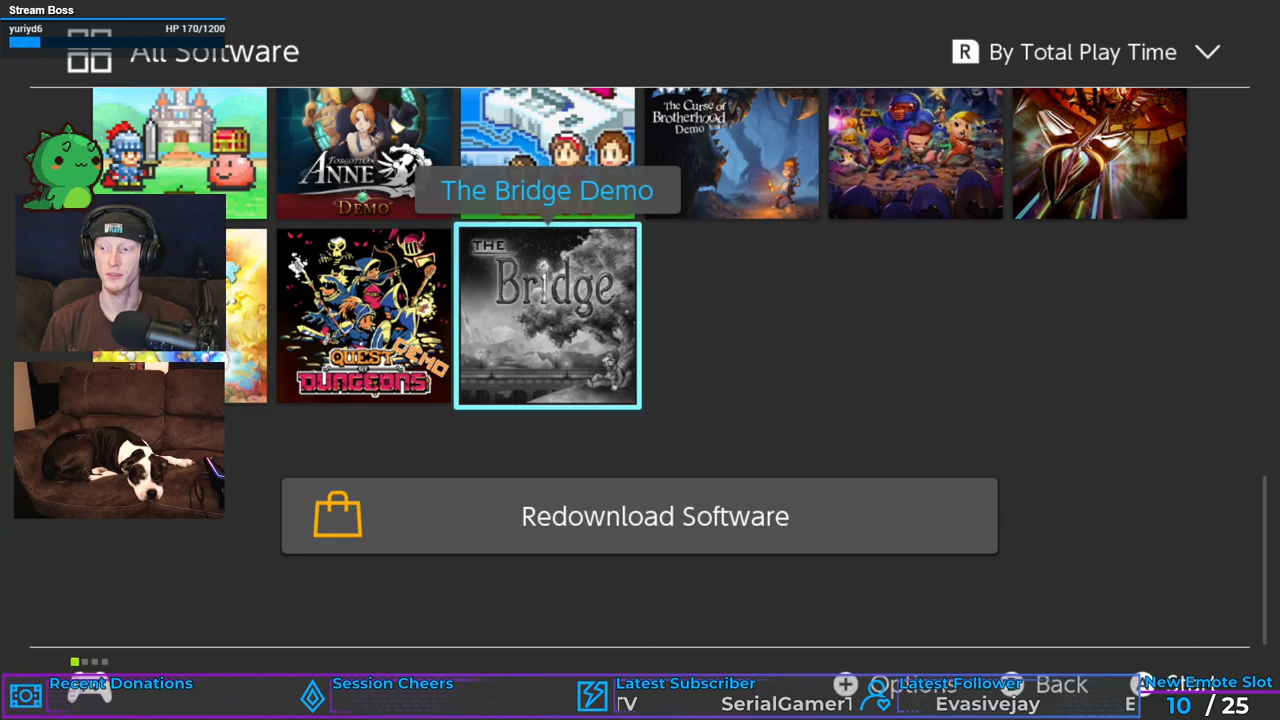 Stream Boss
yuriyd6 HP 170/1200
All Software
R By Total Play Time
The Curse of
Brotherhood
Demo
FORGOTTON
ANNE
DEMO
The Bridge Demo
THE
Bridge
QUEST
DEMO
DUNGEONS
Redownload Software
Recent Donations
Session Cheers
Latest Subscriber
TV SerialGamer1
Options
Latest Follower
Evasivejay E
Back
New Emote Slot
10 / 25